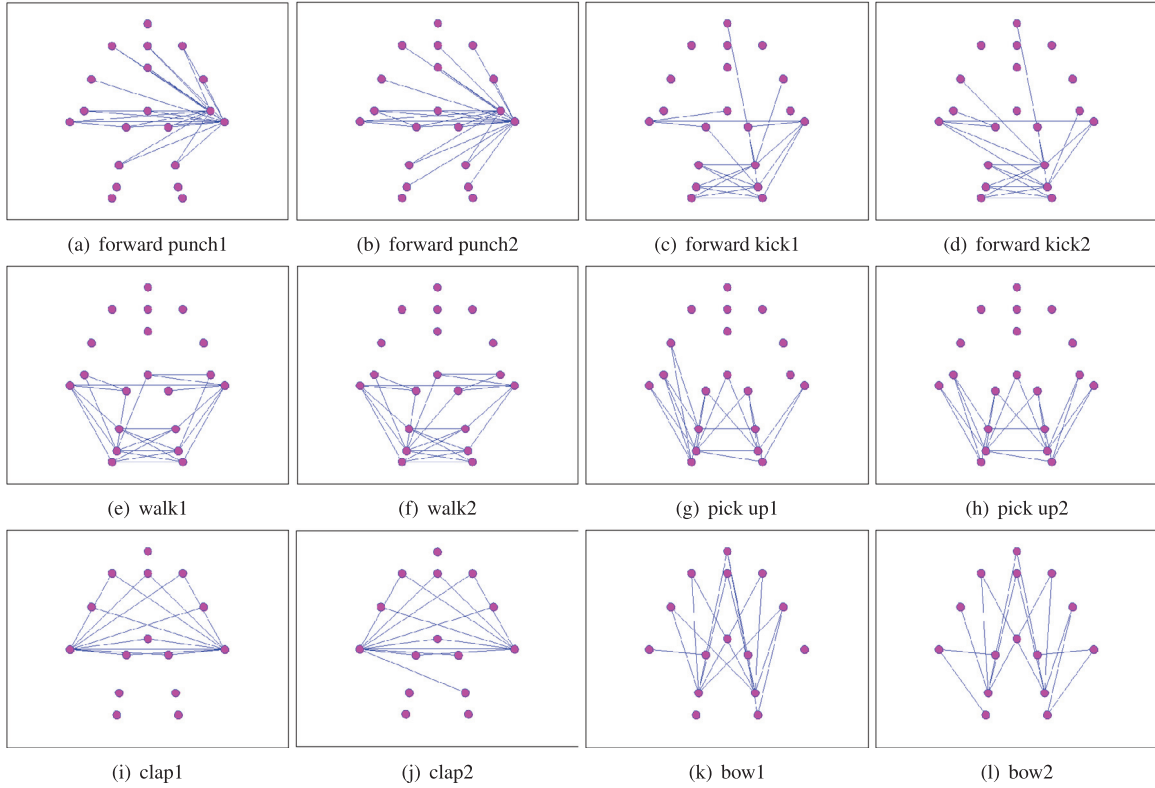 (a) forward punch1 (b) forward punch2 (c) forward kick1 (d) forward kick2
(e) walk1 (f) walk2 (g) pick up1 (h) pick up2
(i) clap1 (j) clap2 (k) bow1 (l) bow2